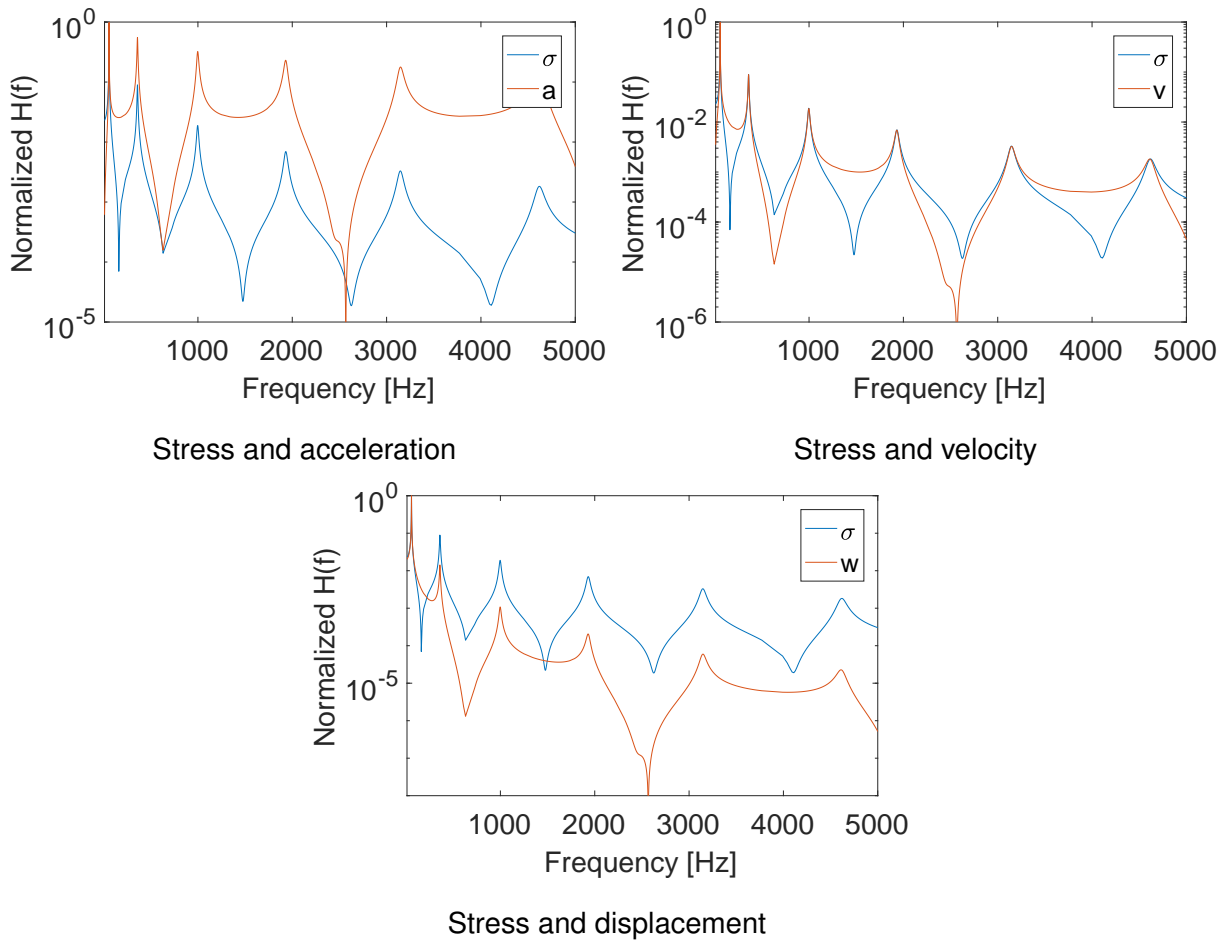 10^0
Normalized H(f)
10^-5
σ
a
1000 2000 3000 4000 5000
Frequency [Hz]
Stress and acceleration
10^0
10^-2
10^-4
10^-6
Normalized H(f)
σ
v
1000 2000 3000 4000 5000
Frequency [Hz]
Stress and velocity
10^0
10^-5
Normalized H(f)
σ
w
1000 2000 3000 4000 5000
Frequency [Hz]
Stress and displacement